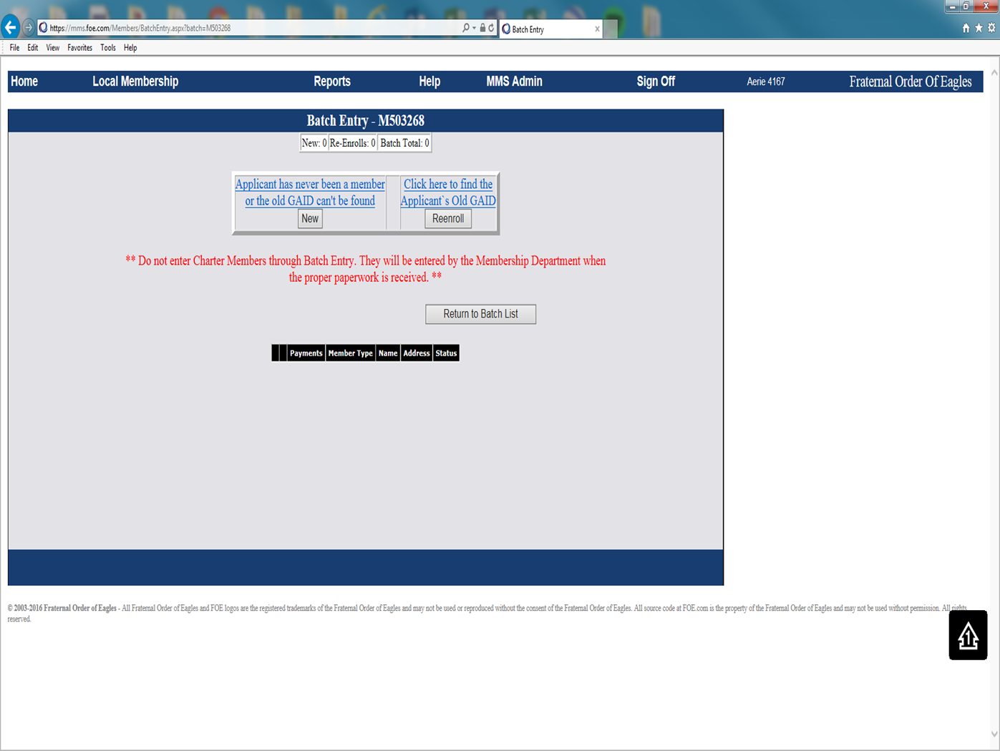 https://mms.foe.com/Members/BatchEntry.aspx?batch=M503268
Batch Entry
x
File Edit View Favorites Tools Help
Home Local Membership Reports Help MMS Admin Sign Off Aerie 4167 Fraternal Order Of Eagles
Batch Entry - M503268
New: 0 Re-Enrolls: 0 Batch Total: 0
Applicant has never been a member
or the old GAID can't be found
New
Click here to find the
Applicant`s Old GAID
Reenroll
** Do not enter Charter Members through Batch Entry. They will be entered by the Membership Department when
the proper paperwork is received. **
Return to Batch List
Payments Member Type Name Address Status
© 2003-2016 Fraternal Order of Eagles - All Fraternal Order of Eagles and FOE logos are the registered trademarks of the Fraternal Order of Eagles and may not be used or reproduced without the consent of the Fraternal Order of Eagles. All source code at FOE.com is the property of the Fraternal Order of Eagles and may not be used without permission. All rights
reserved.
1